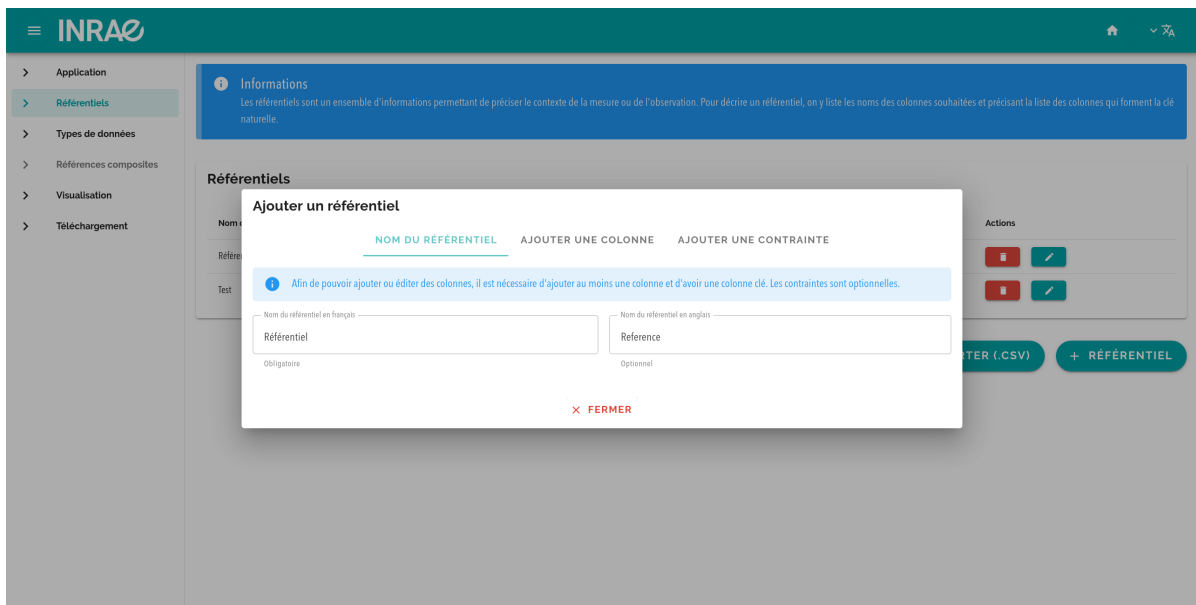 INRAE
Application
Référentiels
Types de données
Références composites
Visualisation
Téléchargement
Informations
Les référentiels sont un ensemble d'informations permettant de préciser le contexte de la mesure ou de l'observation. Pour décrire un référentiel, on y liste les noms des colonnes souhaitées et précisant la liste des colonnes qui forment la clé
naturelle.
Référentiels
Nom
Actions
Test
Ajouter un référentiel
NOM DU RÉFÉRENTIEL AJOUTER UNE COLONNE AJOUTER UNE CONTRAINTE
Afin de pouvoir ajouter ou éditer des colonnes, il est nécessaire d'ajouter au moins une colonne et d'avoir une colonne clé. Les contraintes sont optionnelles.
Nom du référentiel en français Nom du référentiel en anglais
Référentiel Reference
Obligatoire Optionnel
FERMER
(.CSV) + RÉFÉRENTIEL